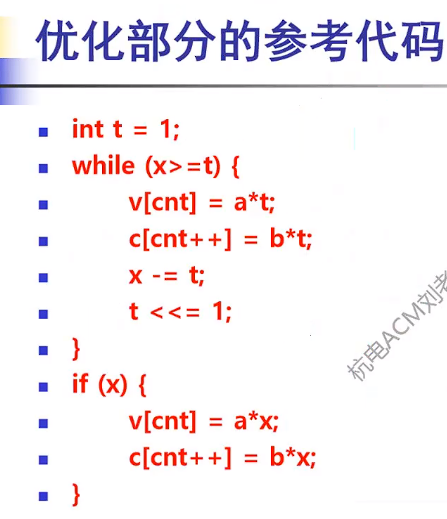 优化部分的参考代码
int t = 1;
while (x>=t) {
v[cnt] = a*t;
c[cnt++] = b*t;
x -= t;
t <<= 1;
}
if (x) {
v[cnt] = a*x;
c[cnt++] = b*x;
}
杭电ACM刘老